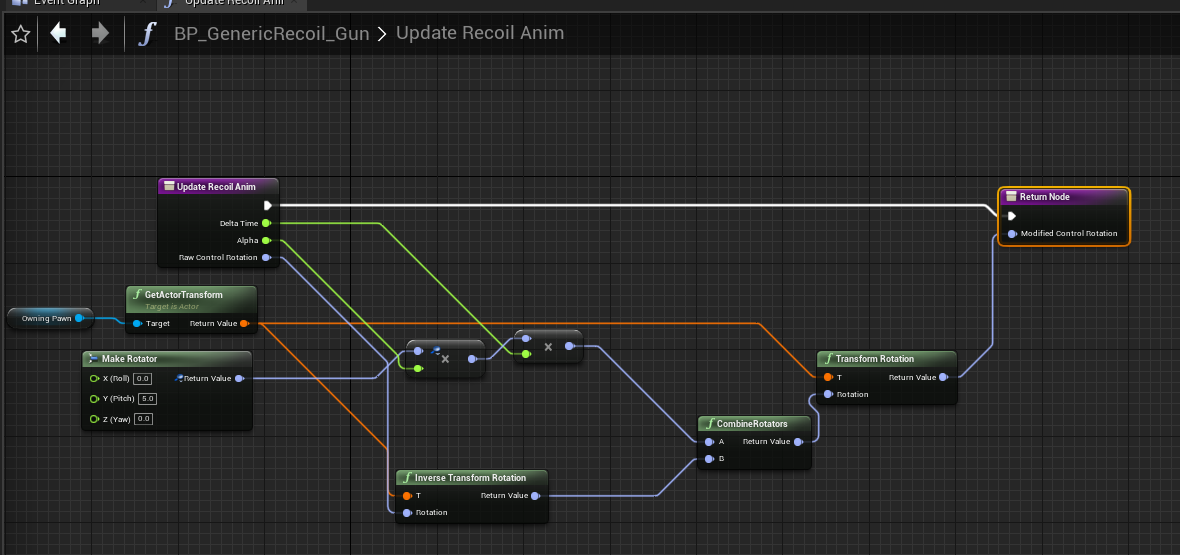 Event Graph
Update Recoil Anim
BP_GenericRecoil_Gun > Update Recoil Anim
Update Recoil Anim
Delta Time
Alpha
Raw Control Rotation
Return Node
Modified Control Rotation
Owning Pawn
GetActorTransform
Target is Actor
Target
Return Value
Make Rotator
X (Roll) 0.0
Return Value
Y (Pitch) 5.0
Z (Yaw) 0.0
Transform Rotation
T
Return Value
Rotation
CombineRotators
A
Return Value
B
Inverse Transform Rotation
T
Return Value
Rotation